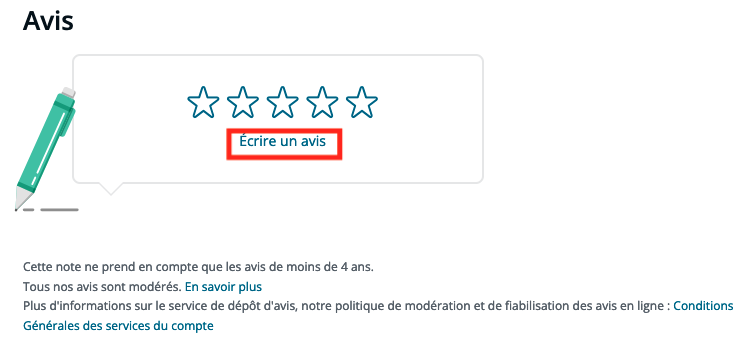 Avis
Écrire un avis
Cette note ne prend en compte que les avis de moins de 4 ans.
Tous nos avis sont modérés. En savoir plus
Plus d'informations sur le service de dépôt d'avis, notre politique de modération et de fiabilisation des avis en ligne : Conditions
Générales des services du compte